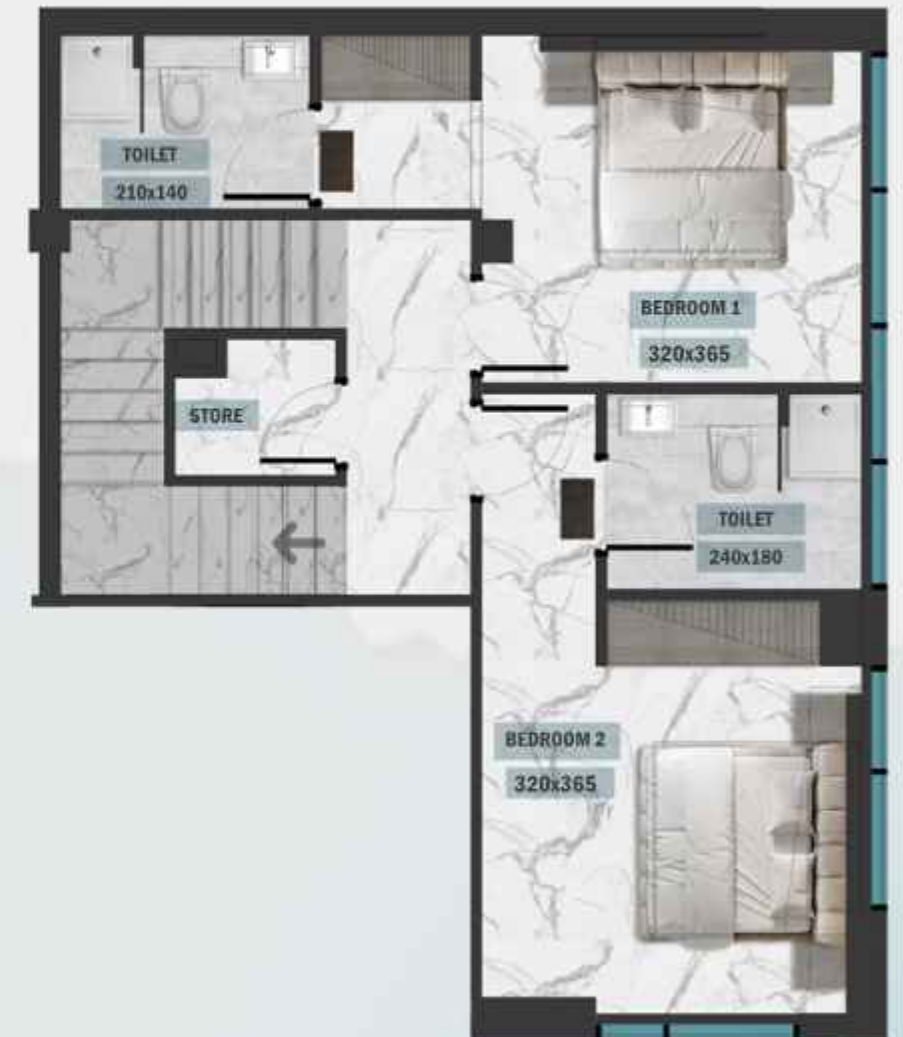 TOILET
210x140
BEDROOM 1
320x365
STORE
TOILET
240x180
BEDROOM 2
320x365